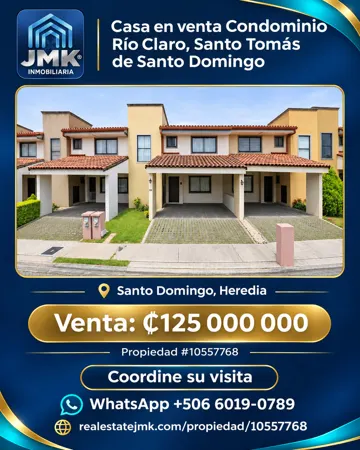 JMK®
INMOBILIARIA
Casa en venta Condominio
Río Claro, Santo Tomás
de Santo Domingo
Santo Domingo, Heredia
Venta: ₡125 000 000
Propiedad #10557768
Coordine su visita
WhatsApp +506 6019-0789
realestatejmk.com/propiedad/10557768